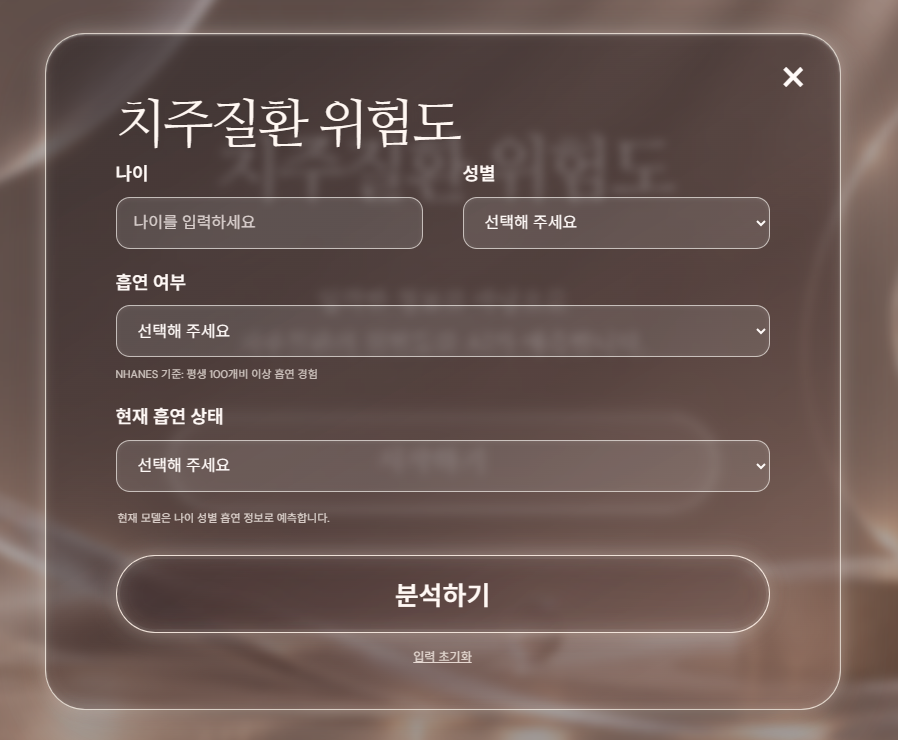 치주질환 위험도
나이
성별
나이를 입력하세요
선택해 주세요
흡연 여부
선택해 주세요
NHANES 기준: 평생 100개비 이상 흡연 경험
현재 흡연 상태
선택해 주세요
현재 모델은 나이 성별 흡연 정보로 예측합니다.
분석하기
입력 초기화